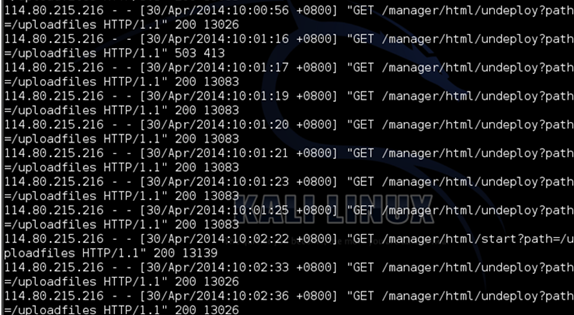 114.80.215.216 - - [30/Apr/2014:10:00:56 +0800] "GET /manager/html/undeploy?path
=/uploadfiles HTTP/1.1" 200 13026
114.80.215.216 - - [30/Apr/2014:10:01:16 +0800] "GET /manager/html/undeploy?path
=/uploadfiles HTTP/1.1" 503 413
114.80.215.216 - - [30/Apr/2014:10:01:17 +0800] "GET /manager/html/undeploy?path
=/uploadfiles HTTP/1.1" 200 13083
114.80.215.216 - - [30/Apr/2014:10:01:19 +0800] "GET /manager/html/undeploy?path
=/uploadfiles HTTP/1.1" 200 13083
114.80.215.216 - - [30/Apr/2014:10:01:20 +0800] "GET /manager/html/undeploy?path
=/uploadfiles HTTP/1.1" 200 13083
114.80.215.216 - - [30/Apr/2014:10:01:21 +0800] "GET /manager/html/undeploy?path
=/uploadfiles HTTP/1.1" 200 13083
114.80.215.216 - - [30/Apr/2014:10:01:23 +0800] "GET /manager/html/undeploy?path
=/uploadfiles HTTP/1.1" 200 13083
114.80.215.216 - - [30/Apr/2014:10:01:25 +0800] "GET /manager/html/undeploy?path
=/uploadfiles HTTP/1.1" 200 13083
KALI LINUX
114.80.215.216 - - [30/Apr/2014:10:02:22 +0800] "GET /manager/html/start?path=/u
ploadfiles HTTP/1.1" 200 13139
114.80.215.216 - - [30/Apr/2014:10:02:33 +0800] "GET /manager/html/undeploy?path
=/uploadfiles HTTP/1.1" 200 13026
114.80.215.216 - - [30/Apr/2014:10:02:36 +0800] "GET /manager/html/undeploy?path
=/uploadfiles HTTP/1.1" 200 13026